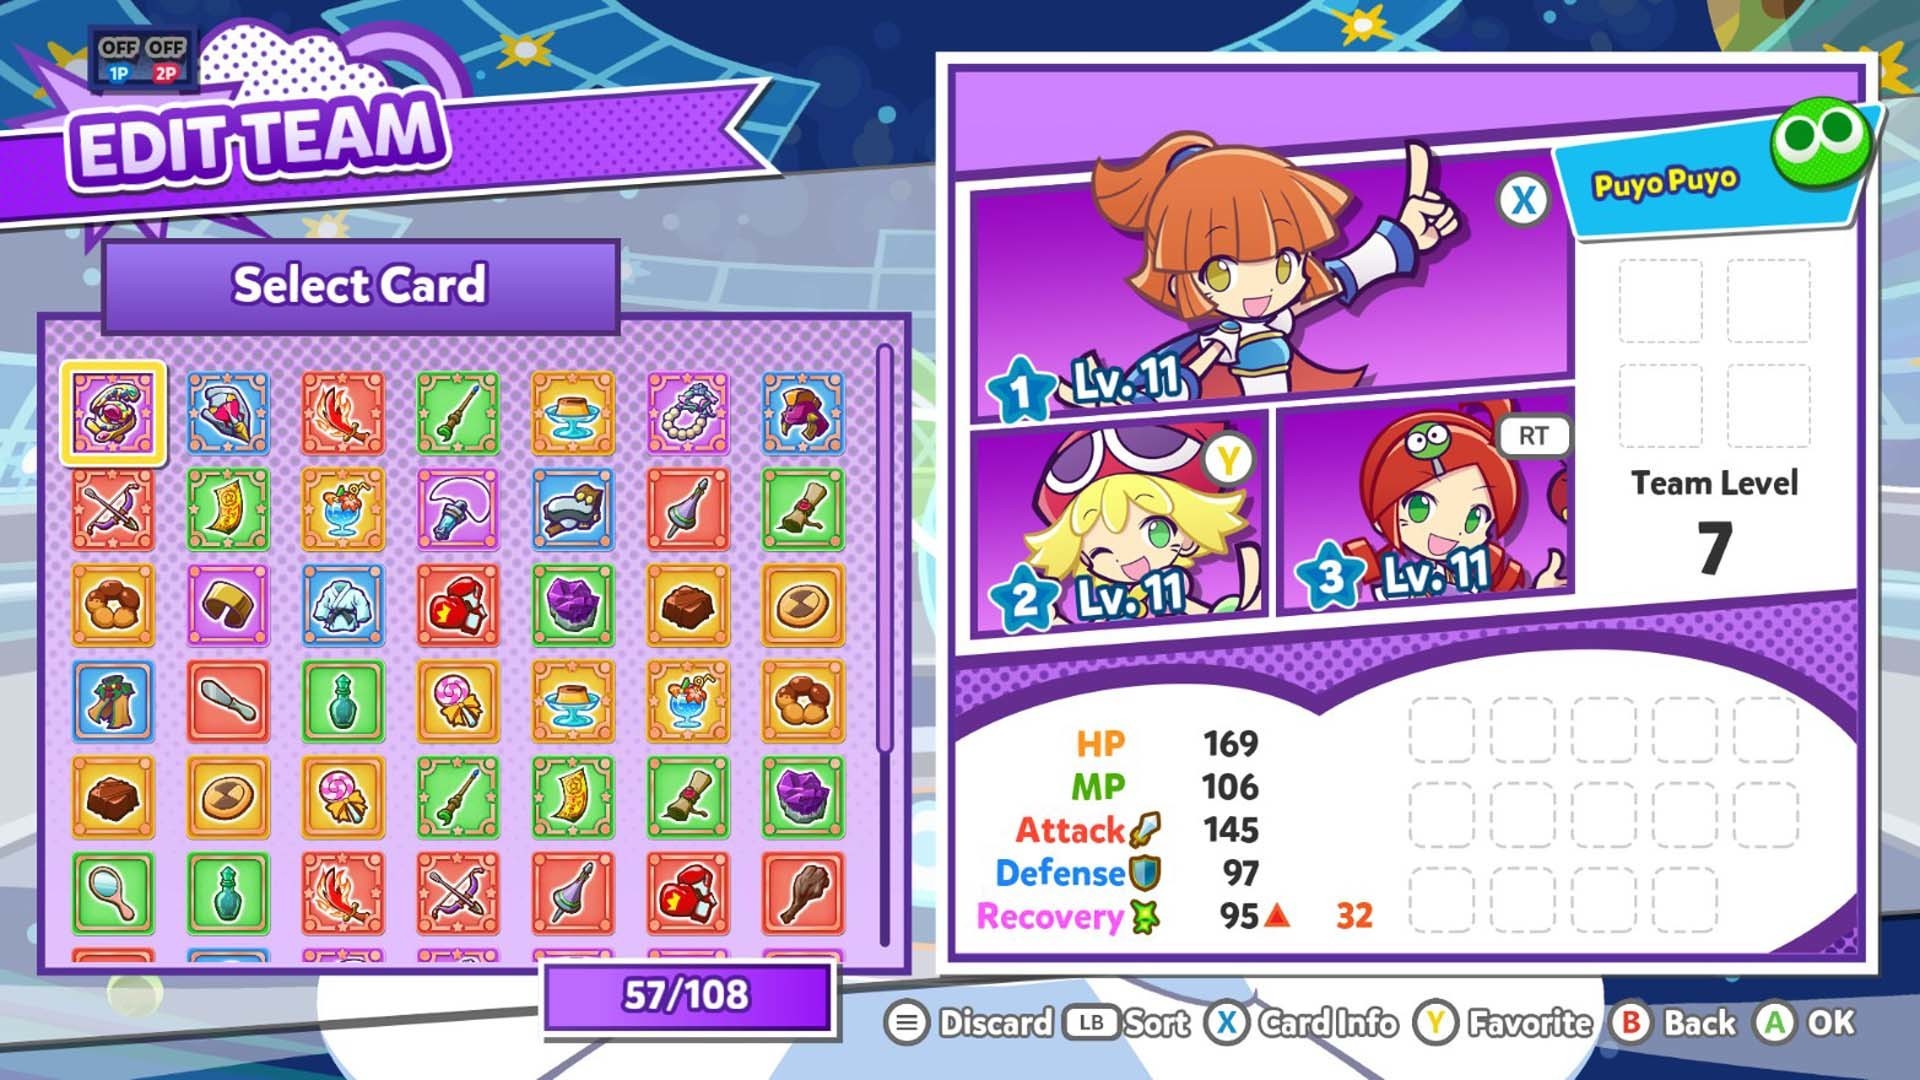 OFF OFF
1P 2P
EDIT TEAM
Select Card
57/108
Puyo Puyo
X
1 Lv. 11
Y
2 Lv. 11
RT
3 Lv. 11
Team Level
7
HP 169
MP 106
Attack 145
Defense 97
Recovery 95 32
Discard LB Sort X Card Info Y Favorite B Back A OK